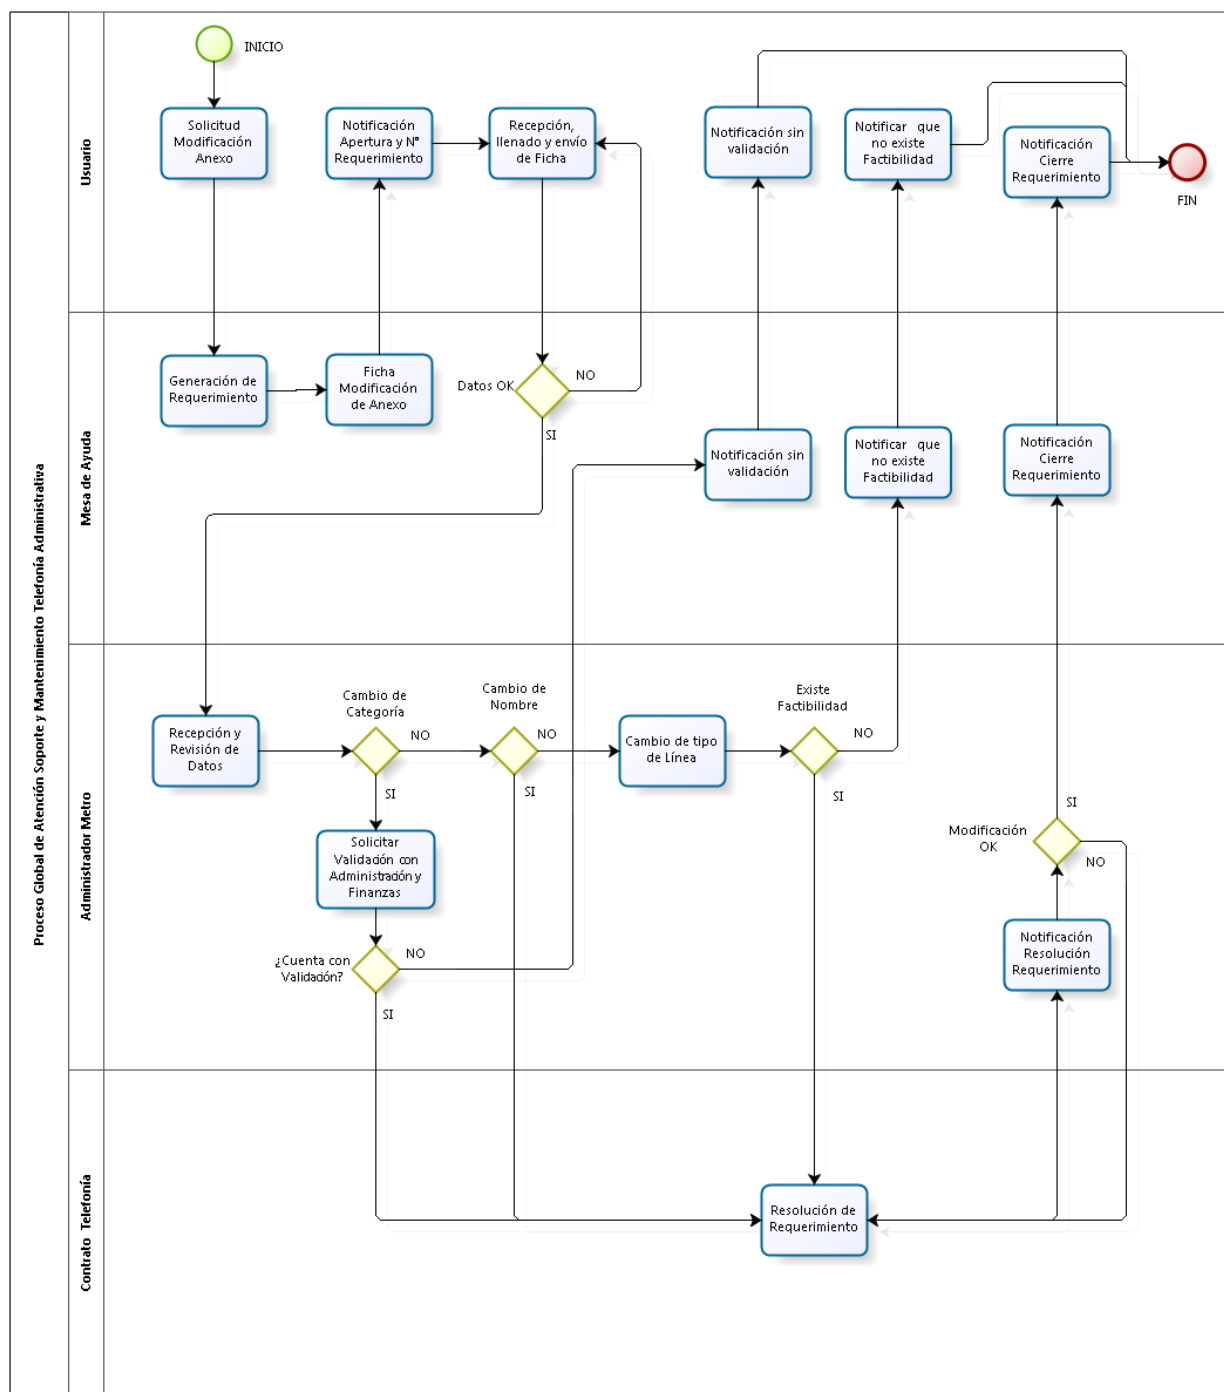 Proceso Global de Atención Soporte y Mantenimiento Telefonía Administrativa
Usuario
INICIO
Solicitud
Modificación
Anexo
Notificación
Apertura y N°
Requerimiento
Recepción,
llenado y envío
de Ficha
Notificación sin
validación
Notificar que
no existe
Factibilidad
Notificación
Cierre
Requerimiento
FIN
Mesa de Ayuda
Generación de
Requerimiento
Ficha
Modificación
de Anexo
Datos OK
NO
SI
Notificación sin
validación
Notificar que
no existe
Factibilidad
Notificación
Cierre
Requerimiento
Administrador Metro
Recepción y
Revisión de
Datos
Cambio de
Categoría
NO
SI
Cambio de
Nombre
NO
SI
Cambio de tipo
de Línea
Existe
Factibilidad
NO
SI
Solicitar
Validación con
Administración y
Finanzas
¿Cuenta con
Validación?
NO
SI
Modificación
OK
SI
NO
Notificación
Resolución
Requerimiento
Contrato Telefonía
Resolución de
Requerimiento